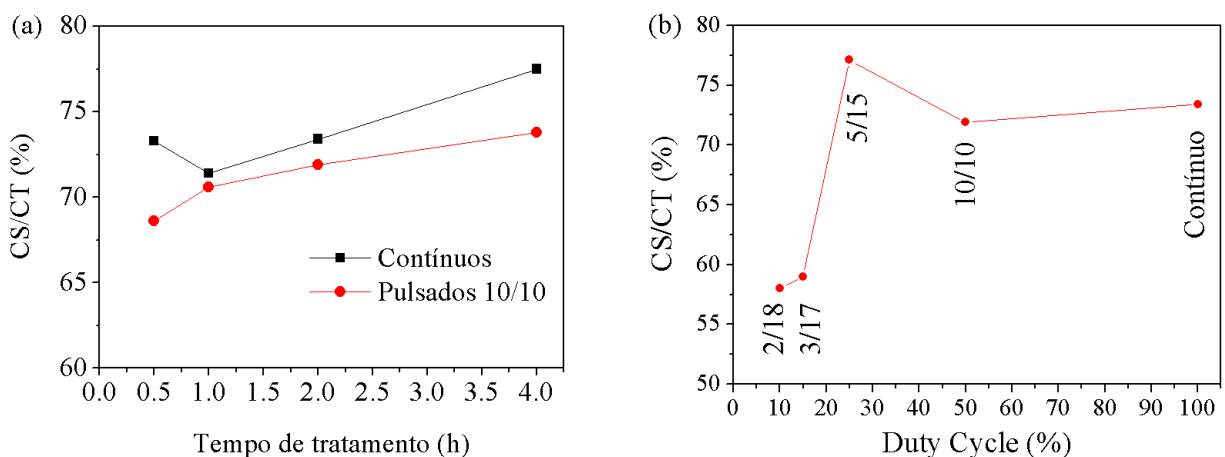 (a)
80
75
70
65
60
CS/CT (%)
Contínuos
Pulsados 10/10
0.0 0.5 1.0 1.5 2.0 2.5 3.0 3.5 4.0
Tempo de tratamento (h)
(b)
80
75
70
65
60
55
50
CS/CT (%)
2/18
3/17
5/15
10/10
Contínuo
0 10 20 30 40 50 60 70 80 90 100
Duty Cycle (%)